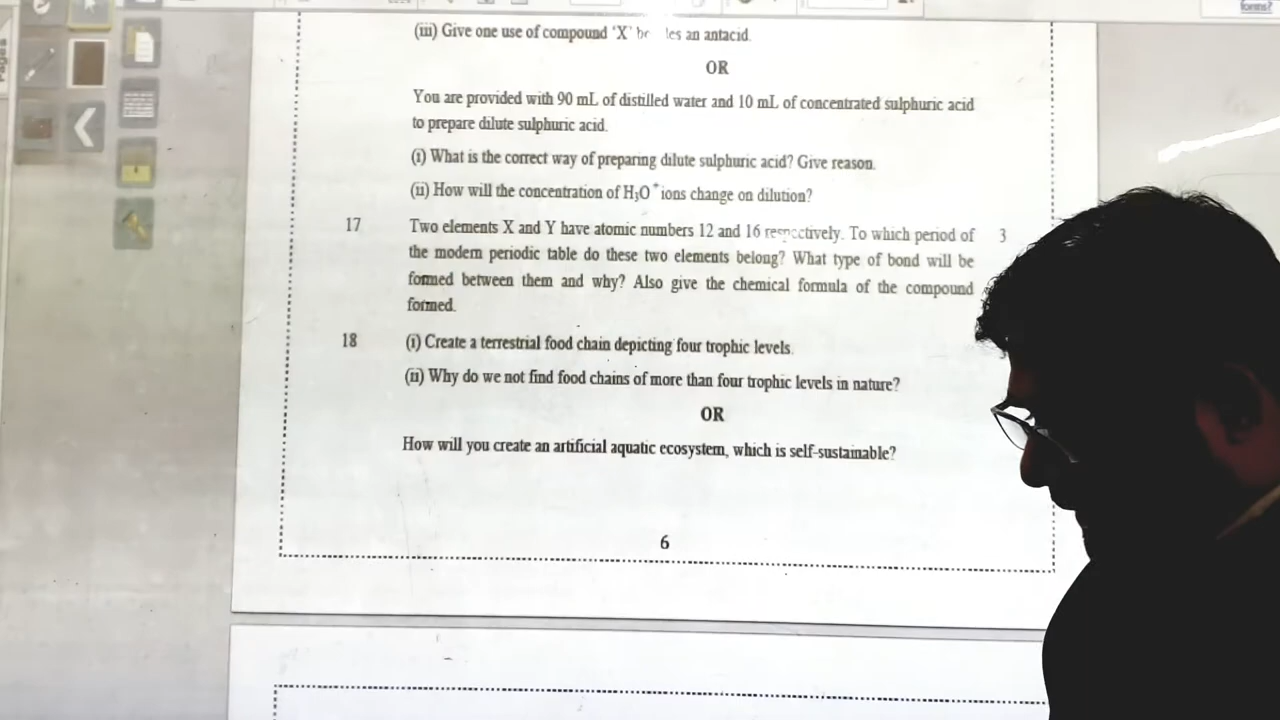 (iii) Give one use of compound 'X' an antacid.
OR
You are provided with 90 mL of distilled water and 10 mL of concentrated sulphuric acid
to prepare dilute sulphuric acid.
(i) What is the correct way of preparing dilute sulphuric acid? Give reason.
(ii) How will the concentration of H₃O⁺ ions change on dilution?
17 Two elements X and Y have atomic numbers 12 and 16 respectively. To which period of 3
the modern periodic table do these two elements belong? What type of bond will be
formed between them and why? Also give the chemical formula of the compound
formed.
18 (i) Create a terrestrial food chain depicting four trophic levels.
(ii) Why do we not find food chains of more than four trophic levels in nature?
OR
How will you create an artificial aquatic ecosystem, which is self-sustainable?
6
Pages
forms?